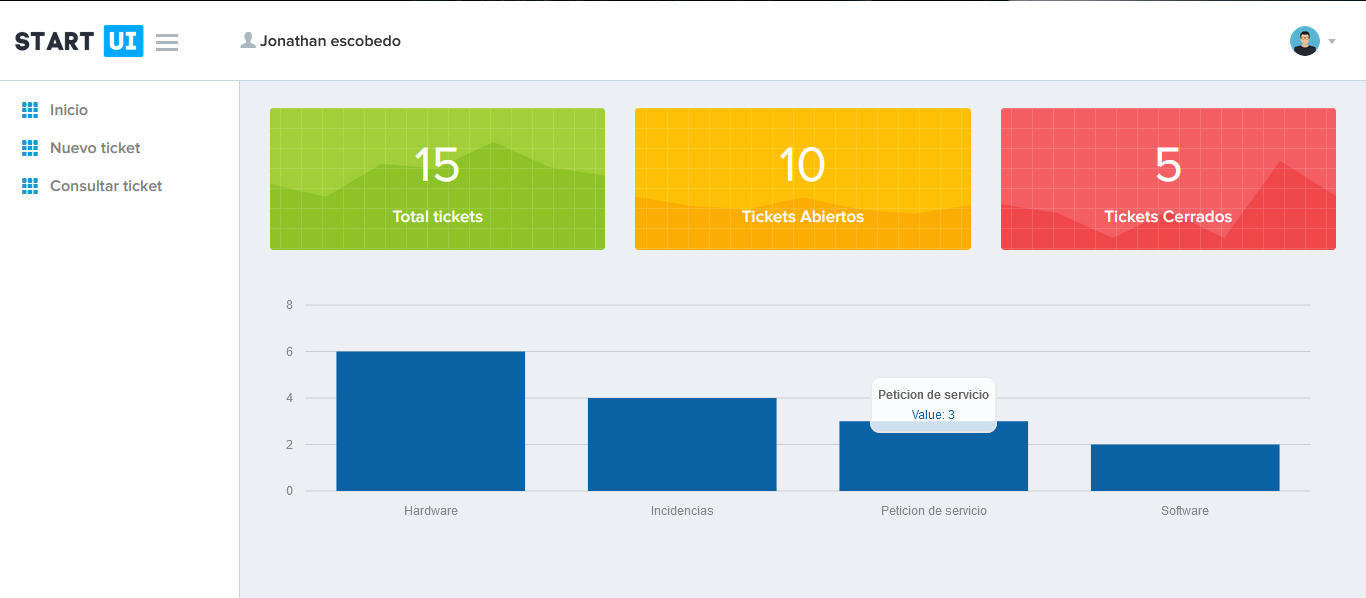 START UI
Jonathan escobedo
Inicio
Nuevo ticket
Consultar ticket
15
Total tickets
10
Tickets Abiertos
5
Tickets Cerrados
8
6
4
2
0
Peticion de servicio
Value: 3
Hardware
Incidencias
Peticion de servicio
Software